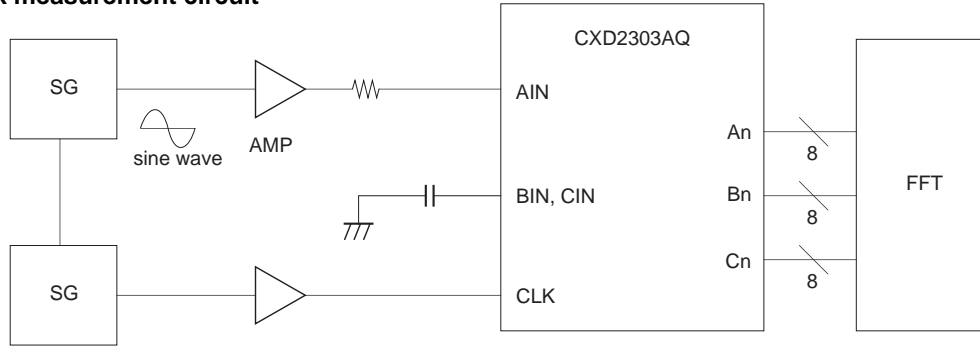 measurement circuit
CXD2303AQ
SG
AIN
sine wave
AMP
An
8
BIN, CIN
Bn
8
FFT
Cn
8
SG
CLK